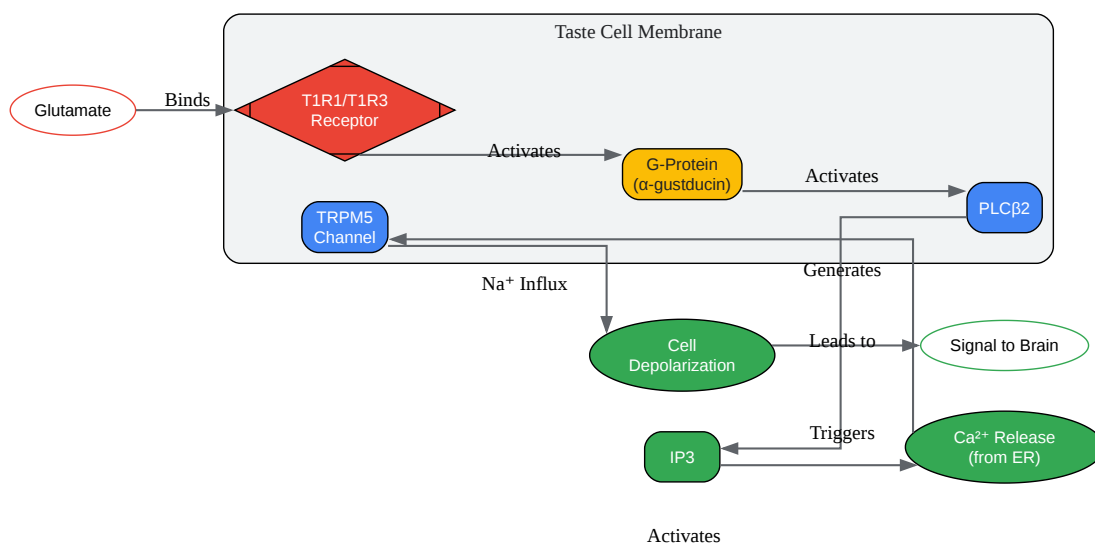 Taste Cell Membrane
Glutamate
Binds
T1R1/T1R3
Receptor
Activates
G-Protein
(α-gustducin)
Activates
PLCβ2
TRPM5
Channel
Na⁺ Influx
Generates
Cell
Depolarization
Leads to
Signal to Brain
Triggers
IP3
Ca²⁺ Release
(from ER)
Activates